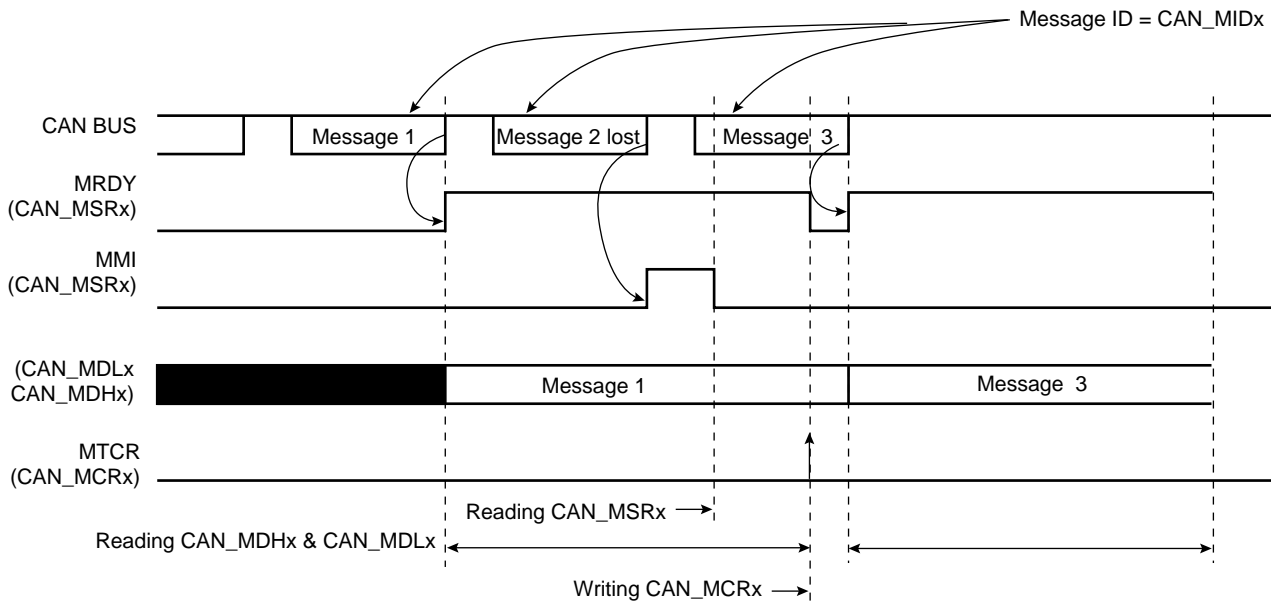 Message ID = CAN_MIDx
CAN BUS
Message 1
Message 2 lost
Message 3
MRDY
(CAN_MSRx)
MMI
(CAN_MSRx)
(CAN_MDLx
CAN_MDHx)
Message 1
Message 3
MTCR
(CAN_MCRx)
Reading CAN_MSRx
Reading CAN_MDHx & CAN_MDLx
Writing CAN_MCRx